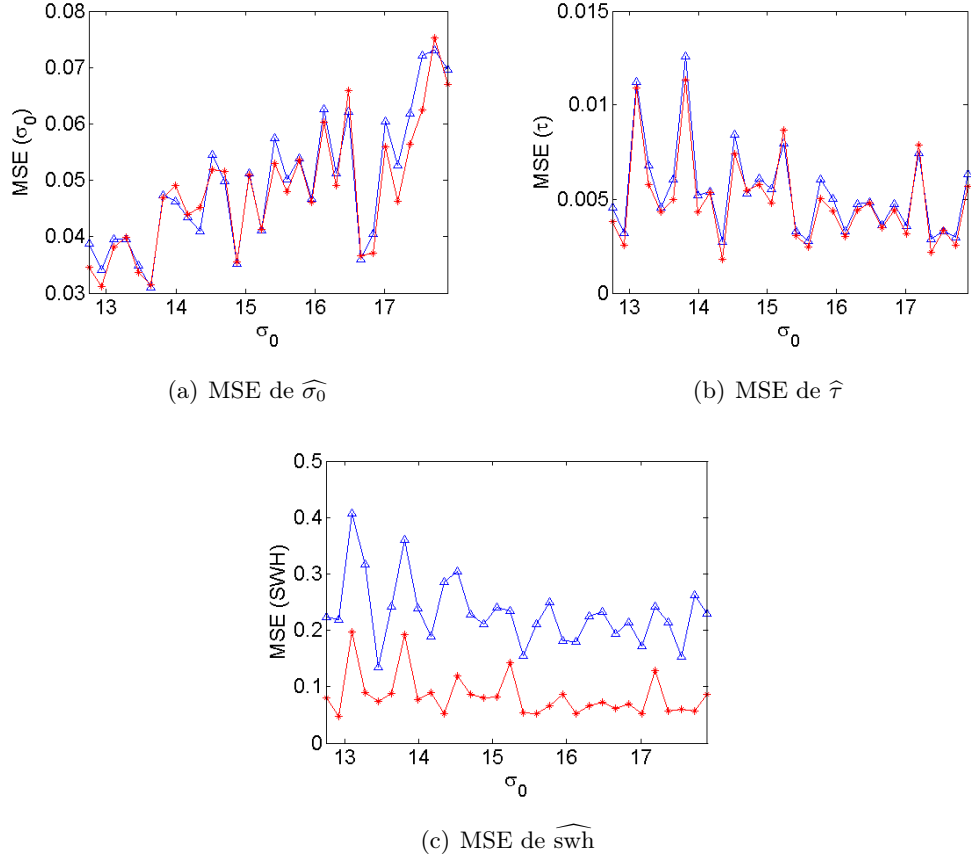 0.08
0.07
0.06
0.05
0.04
0.03
MSE (σ₀)
13 14 15 16 17
σ₀
(a) MSE de σ̂₀
0.015
0.01
0.005
0
MSE (τ)
13 14 15 16 17
σ₀
(b) MSE de τ̂
0.5
0.4
0.3
0.2
0.1
0
MSE (SWH)
13 14 15 16 17
σ₀
(c) MSE de swĥ